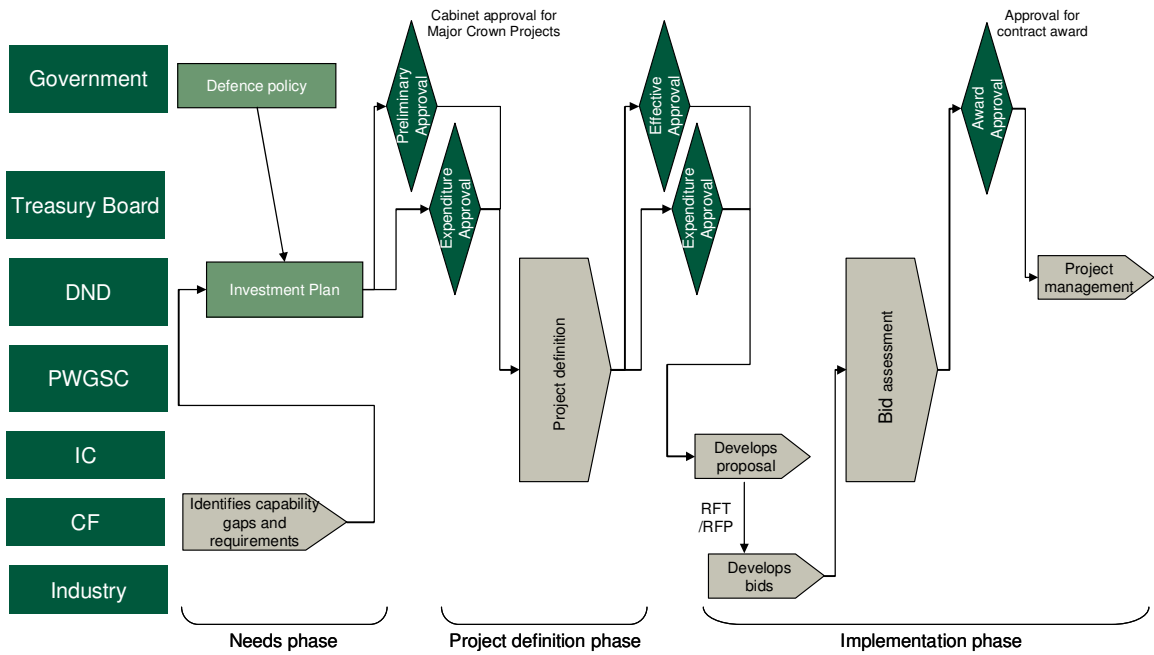 Cabinet approval for
Major Crown Projects
Approval for
contract award
Government
Defence policy
Preliminary
Approval
Effective
Approval
Award
Approval
Treasury Board
Expenditure
Approval
Expenditure
Approval
DND
Investment Plan
Project
management
PWGSC
Project definition
Bid assessment
IC
Develops
proposal
CF
Identifies capability
gaps and
requirements
RFT
/RFP
Industry
Develops
bids
Needs phase
Project definition phase
Implementation phase